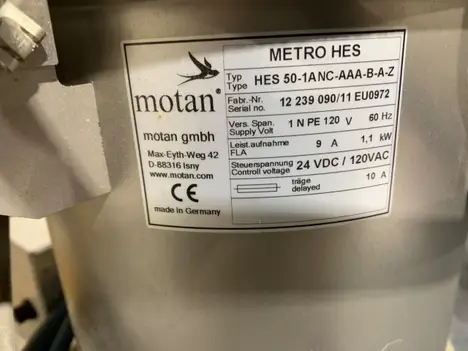 METRO HES
motan®
motan gmbh
Max-Eyth-Weg 42
D-88316 Isny
www.motan.com
CE
made in Germany
Typ
Type
HES 50-1ANC-AAA-B-A-Z
Fabr.-Nr.
Serial no.
12 239 090/11 EU0972
Vers. Span.
Supply Volt
1 N PE 120 V 60 Hz
Leist.aufnahme
FLA
9 A 1,1 kW
Steuerspannung
Controll voltage
24 VDC / 120VAC
träge
delayed
10 A